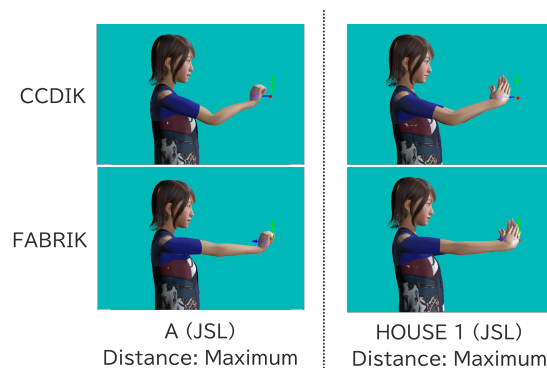 CCDIK
FABRIK
A (JSL)
Distance: Maximum
HOUSE 1 (JSL)
Distance: Maximum